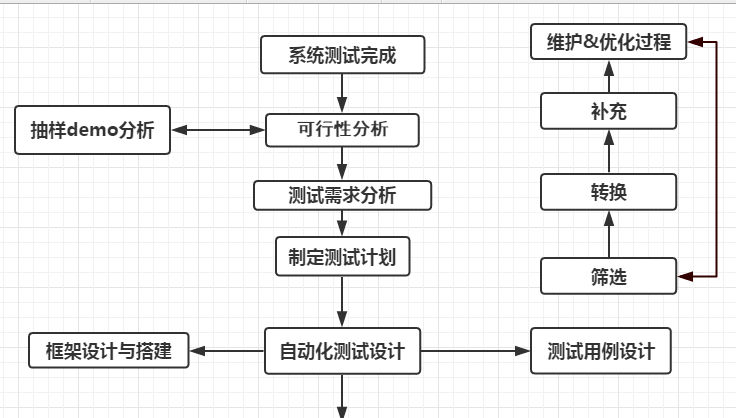 系统测试完成
抽样demo分析
可行性分析
测试需求分析
制定测试计划
框架设计与搭建
自动化测试设计
测试用例设计
维护&优化过程
补充
转换
筛选